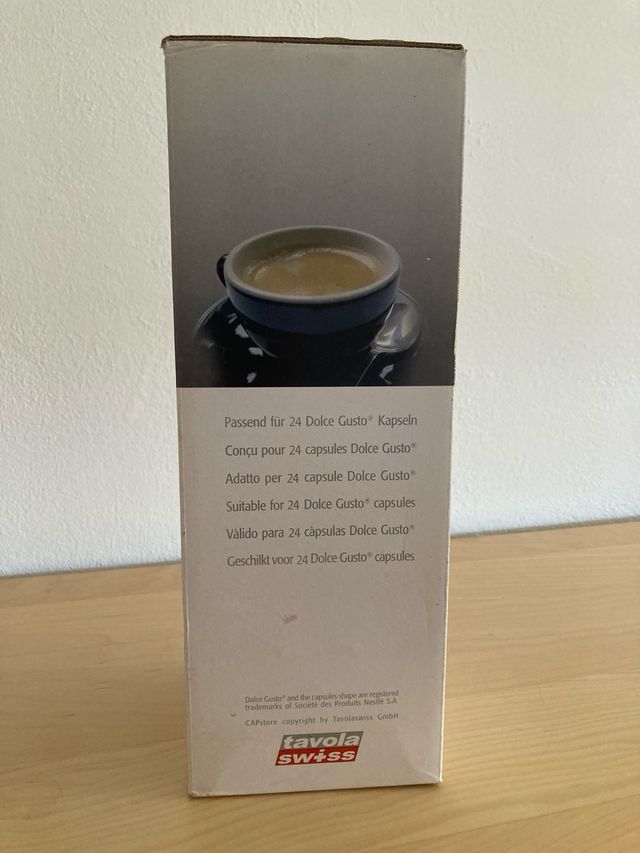 Passend für 24 Dolce Gusto® Kapseln
Conçu pour 24 capsules Dolce Gusto®
Adatto per 24 capsule Dolce Gusto®
Suitable for 24 Dolce Gusto® capsules
Vàlido para 24 càpsulas Dolce Gusto®
Geschilkt voor 24 Dolce Gusto® capsules
Dolce Gusto® and the capsules shape are registered
trademarks of Société des Produits Nestlé S.A.
CAPstore copyright by Tavolaswiss GmbH
tavola
swiss